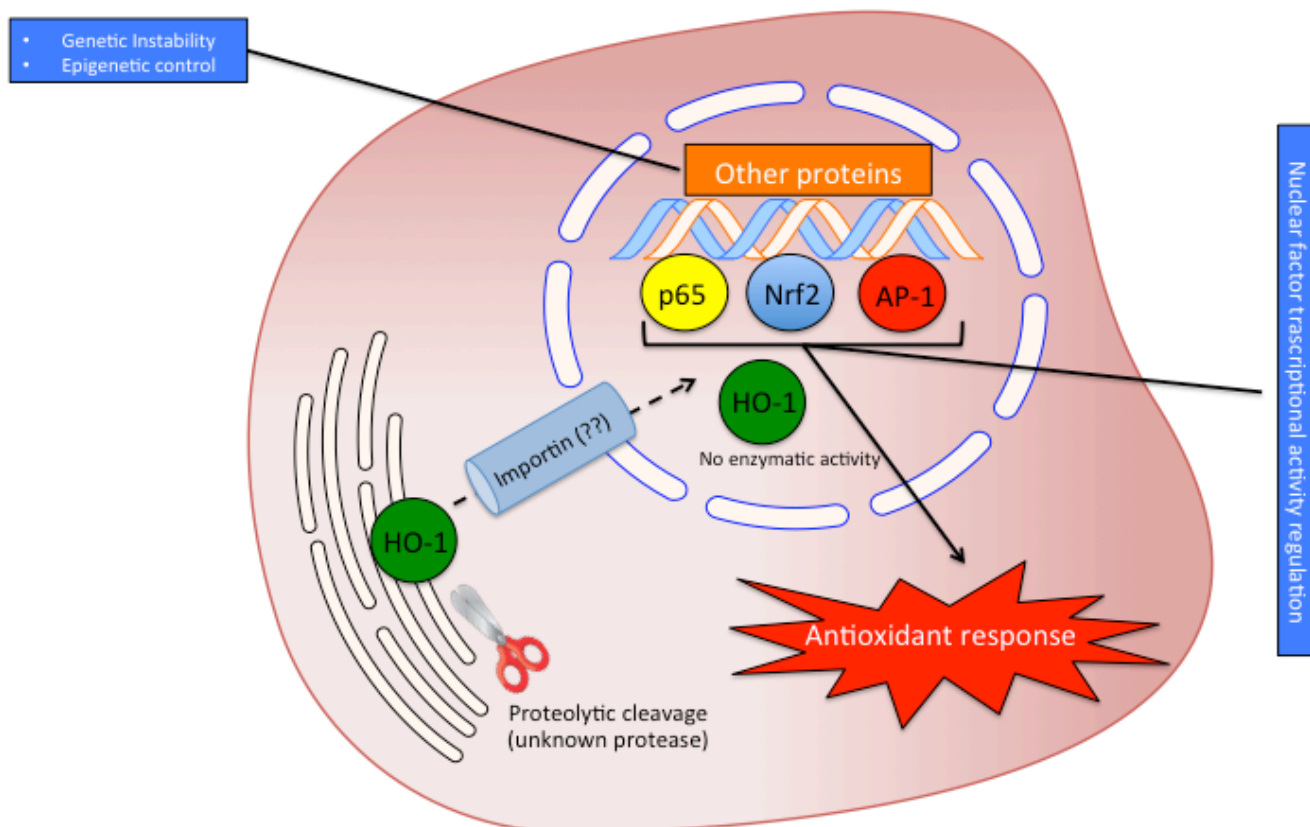 • Genetic Instability
• Epigenetic control
Other proteins
p65
Nrf2
AP-1
HO-1
No enzymatic activity
Importin (??)
HO-1
Proteolytic cleavage
(unknown protease)
Antioxidant response
Nuclear factor trascriptional activity regulation